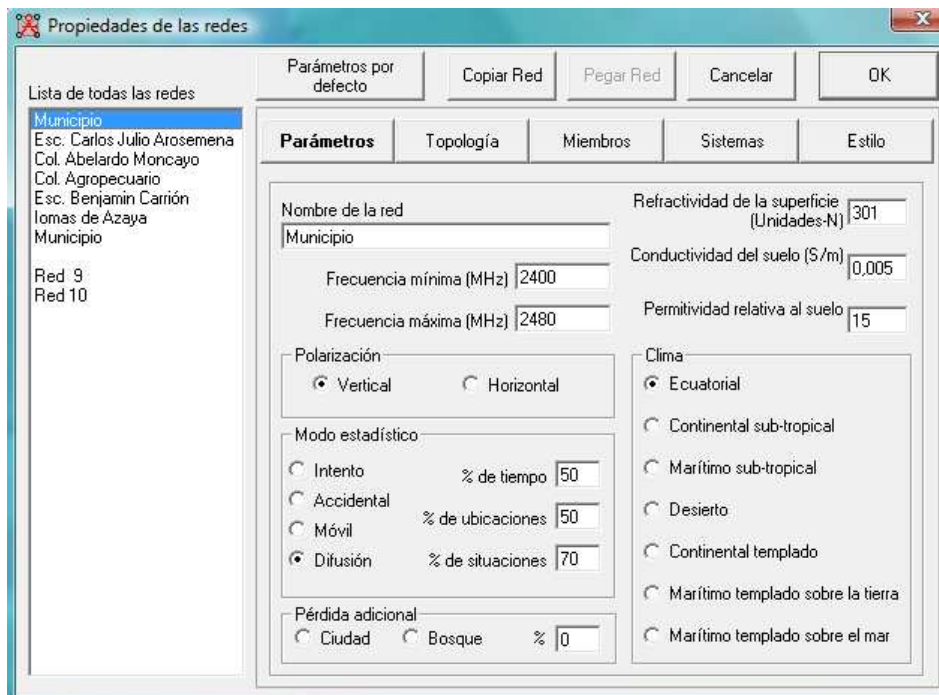 Propiedades de las redes
Lista de todas las redes
Municipio
Esc. Carlos Julio Arosemena
Col. Abelardo Moncayo
Col. Agropecuario
Esc. Benjamin Carrión
lomas de Azaya
Municipio
Red 9
Red 10
Parámetros por
defecto
Copiar Red
Pegar Red
Cancelar
OK
Parámetros
Topología
Miembros
Sistemas
Estilo
Nombre de la red
Municipio
Frecuencia mínima (MHz) 2400
Frecuencia máxima (MHz) 2480
Refractividad de la superficie
(Unidades-N) 301
Conductividad del suelo (S/m)
0,005
Permitividad relativa al suelo
15
Polarización
Vertical
Horizontal
Modo estadístico
Intento
Accidental
Móvil
Difusión
% de tiempo 50
% de ubicaciones 50
% de situaciones 70
Pérdida adicional
Ciudad
Bosque
% 0
Clima
Ecuatorial
Continental sub-tropical
Marítimo sub-tropical
Desierto
Continental templado
Marítimo templado sobre la tierra
Marítimo templado sobre el mar